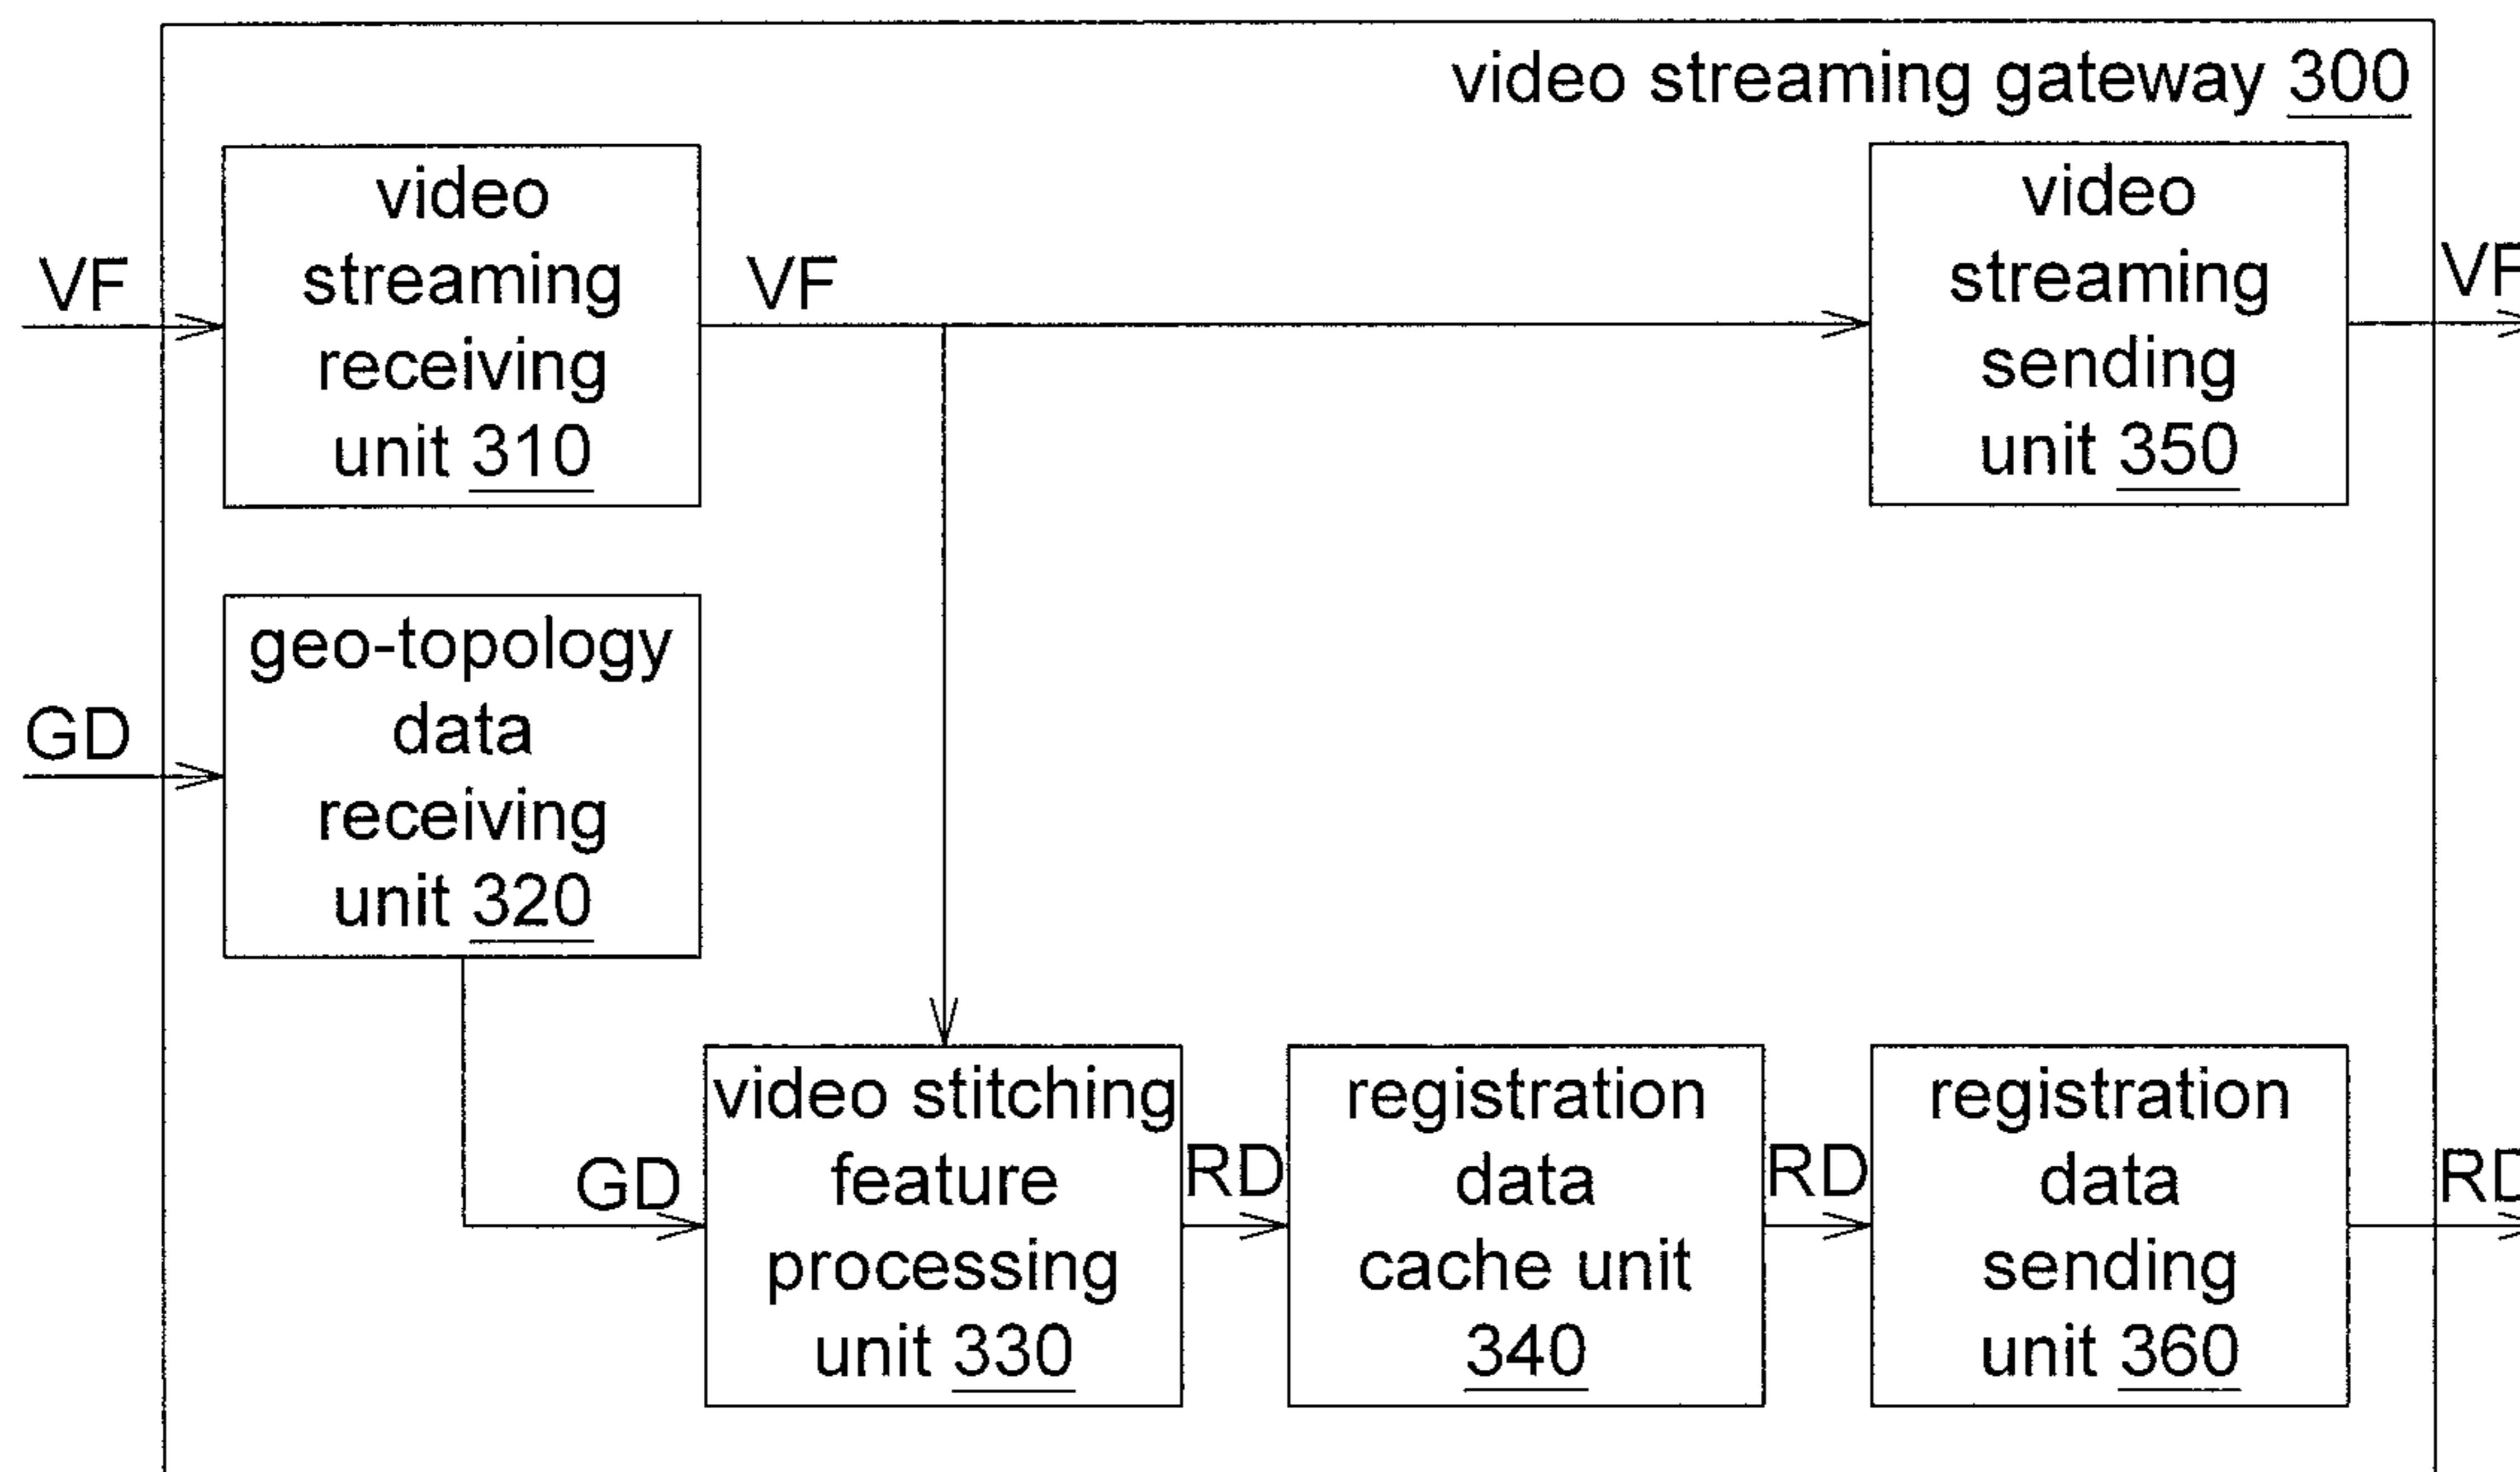 video streaming gateway 300
VF
video
streaming
receiving
unit 310
VF
video
streaming
sending
unit 350
VF
GD
geo-topology
data
receiving
unit 320
GD
video stitching
feature
processing
unit 330
RD
registration
data
cache unit
340
RD
registration
data
sending
unit 360
RD